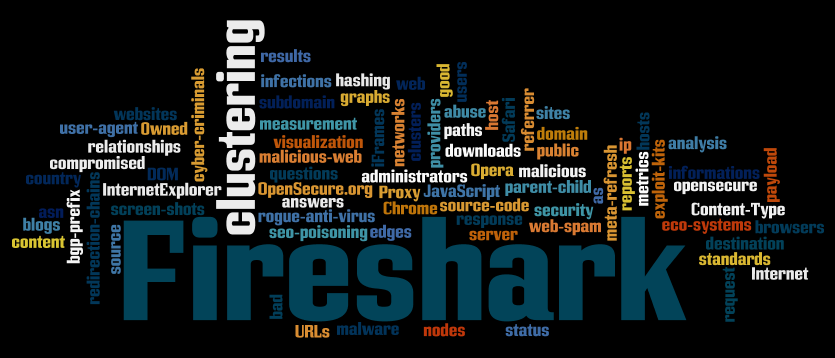 clustering
results
infections
hashing
web
good
users
cyber-criminals
subdomain
graphs
websites
user-agent
Owned
measurement
iFrames
networks
clusters
providers
abuse
host
Safari
referrer
sites
relationships
visualization
paths
domain
compromised
malicious-web
downloads
public
meta-refresh
ip
hosts
analysis
country
DOM
questions
administrators
Opera
malicious
reports
metrics
exploit-kits
informations
payload
bgp-prefix
redirection-chains
InternetExplorer
OpenSecure.org
Proxy
JavaScript
parent-child
as
opensecure
answers
asn
screen-shots
rogue-anti-virus
Chrome
source-code
security
Content-Type
blogs
source
response
web-spam
eco-systems
browsers
content
seo-poisoning
edges
server
destination
standards
Fireshark
request
Internet
bad
URLs
malware
nodes
status